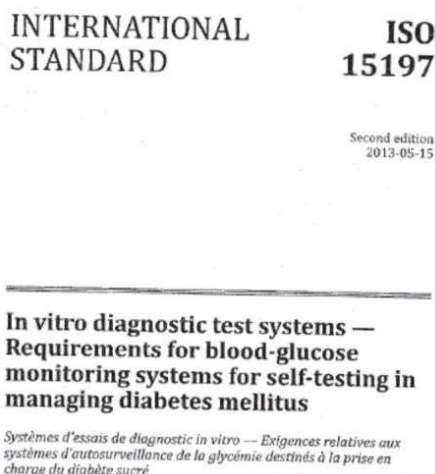 INTERNATIONAL
STANDARD
ISO
15197
Second edition
2013-05-15
In vitro diagnostic test systems —
Requirements for blood-glucose
monitoring systems for self-testing in
managing diabetes mellitus
Systèmes d'essais de diagnostic in vitro — Exigences relatives aux
systèmes d'autosurveillance de la glycémie destinés à la prise en
charge du diabète sucré